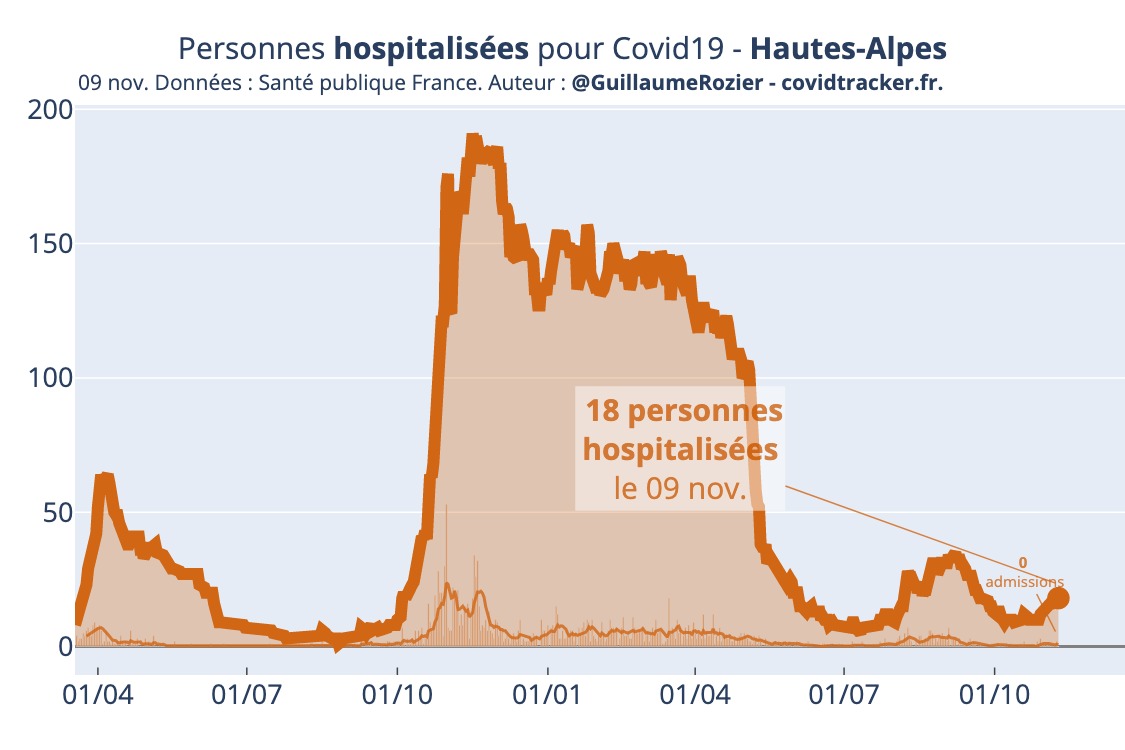 Personnes hospitalisées pour Covid19 - Hautes-Alpes
09 nov. Données : Santé publique France. Auteur : @GuillaumeRozier - covidtracker.fr.
200
150
100
50
0
18 personnes
hospitalisées
le 09 nov.
0
admissions
01/04 01/07 01/10 01/01 01/04 01/07 01/10